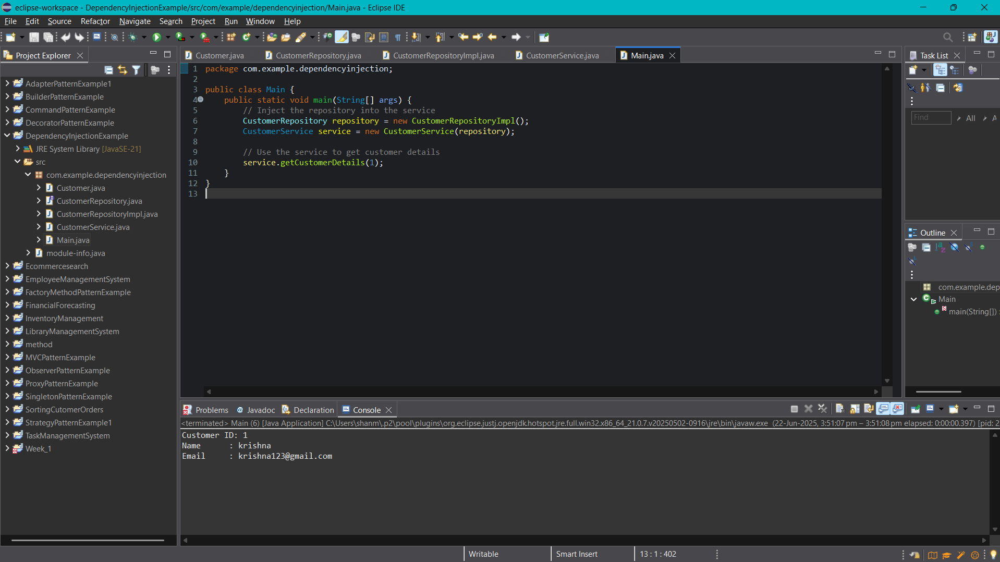 eclipse-workspace - DependencyInjectionExample/src/com/example/dependencyinjection/Main.java - Eclipse IDE
File Edit Source Refactor Navigate Search Project Run Window Help
Project Explorer
AdapterPatternExample1
BuilderPatternExample
CommandPatternExample
DecoratorPatternExample
DependencyInjectionExample
JRE System Library [JavaSE-21]
src
com.example.dependencyinjection
Customer.java
CustomerRepository.java
CustomerRepositoryImpl.java
CustomerService.java
Main.java
module-info.java
Ecommercesearch
EmployeeManagementSystem
FactoryMethodPatternExample
FinancialForecasting
InventoryManagement
LibraryManagementSystem
method
MVCPatternExample
ObserverPatternExample
ProxyPatternExample
SingletonPatternExample
SortingCutomerOrders
StrategyPatternExample1
TaskManagementSystem
Week_1
Customer.java CustomerRepository.java CustomerRepositoryImpl.java CustomerService.java Main.java
1 package com.example.dependencyinjection;
2
3 public class Main {
4 public static void main(String[] args) {
5 // Inject the repository into the service
6 CustomerRepository repository = new CustomerRepositoryImpl();
7 CustomerService service = new CustomerService(repository);
8
9 // Use the service to get customer details
10 service.getCustomerDetails(1);
11 }
12 }
13
Task List
Find All A
Outline
com.example.dep
Main
main(String[]) :
Problems Javadoc Declaration Console
<terminated> Main (6) [Java Application] C:\Users\shanm\.p2\pool\plugins\org.eclipse.justj.openjdk.hotspot.jre.full.win32.x86_64_21.0.7.v20250502-0916\jre\bin\javaw.exe (22-Jun-2025, 3:51:07 pm – 3:51:08 pm elapsed: 0:00:00.397) [pid: 2
Customer ID: 1
Name : krishna
Email : krishna123@gmail.com
Writable Smart Insert 13 : 1 : 402